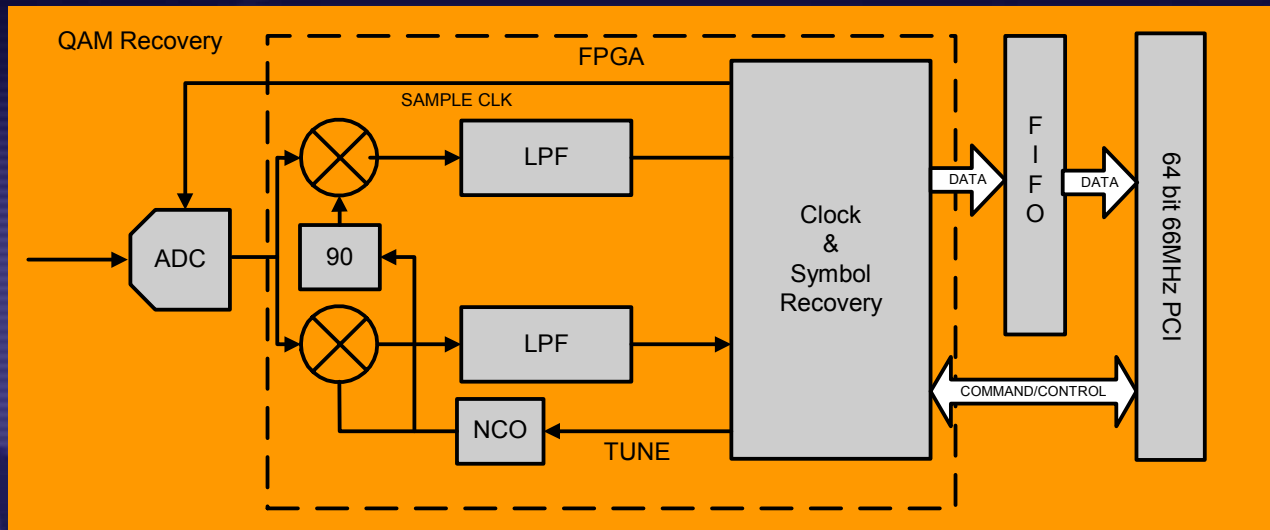 QAM Recovery
FPGA
SAMPLE CLK
LPF
ADC
90
LPF
NCO
TUNE
Clock
&
Symbol
Recovery
DATA
F
I
F
O
DATA
COMMAND/CONTROL
64 bit 66MHz PCI